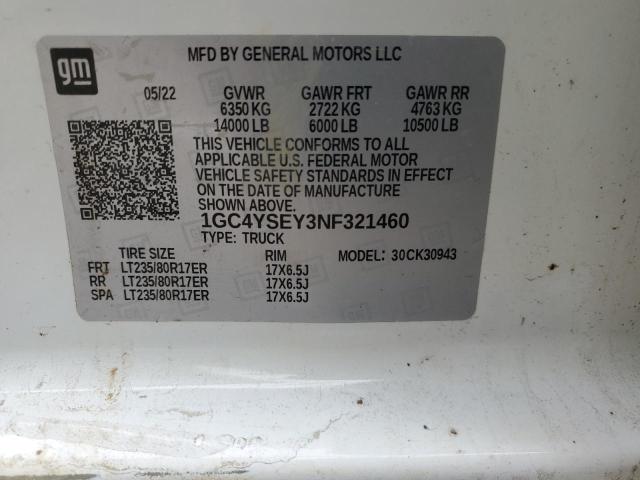 gm
MFD BY GENERAL MOTORS LLC
05/22 GVWR GAWR FRT GAWR RR
6350 KG 2722 KG 4763 KG
14000 LB 6000 LB 10500 LB
THIS VEHICLE CONFORMS TO ALL
APPLICABLE U.S. FEDERAL MOTOR
VEHICLE SAFETY STANDARDS IN EFFECT
ON THE DATE OF MANUFACTURE
SHOWN ABOVE.
1GC4YSEY3NF321460
TYPE: TRUCK
TIRE SIZE RIM MODEL: 30CK30943
FRT LT235/80R17ER 17X6.5J
RR LT235/80R17ER 17X6.5J
SPA LT235/80R17ER 17X6.5J